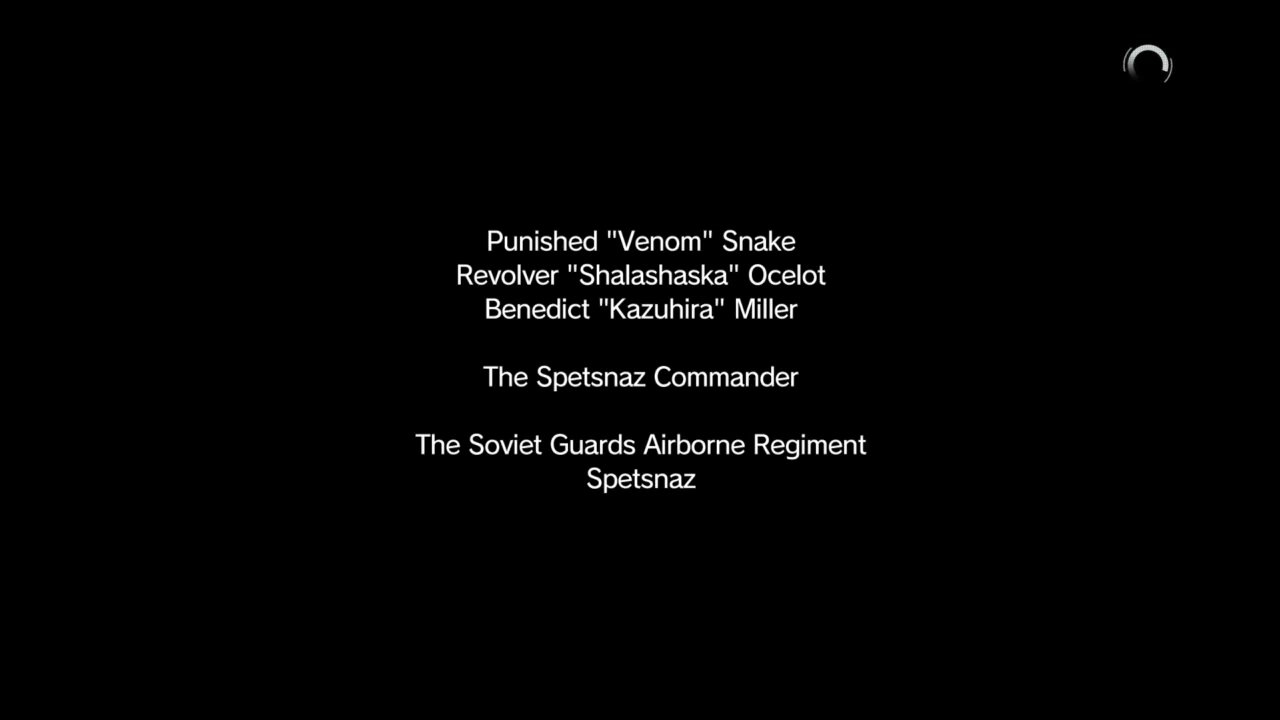 Punished "Venom" Snake
Revolver "Shalashaska" Ocelot
Benedict "Kazuhira" Miller
The Spetsnaz Commander
The Soviet Guards Airborne Regiment
Spetsnaz